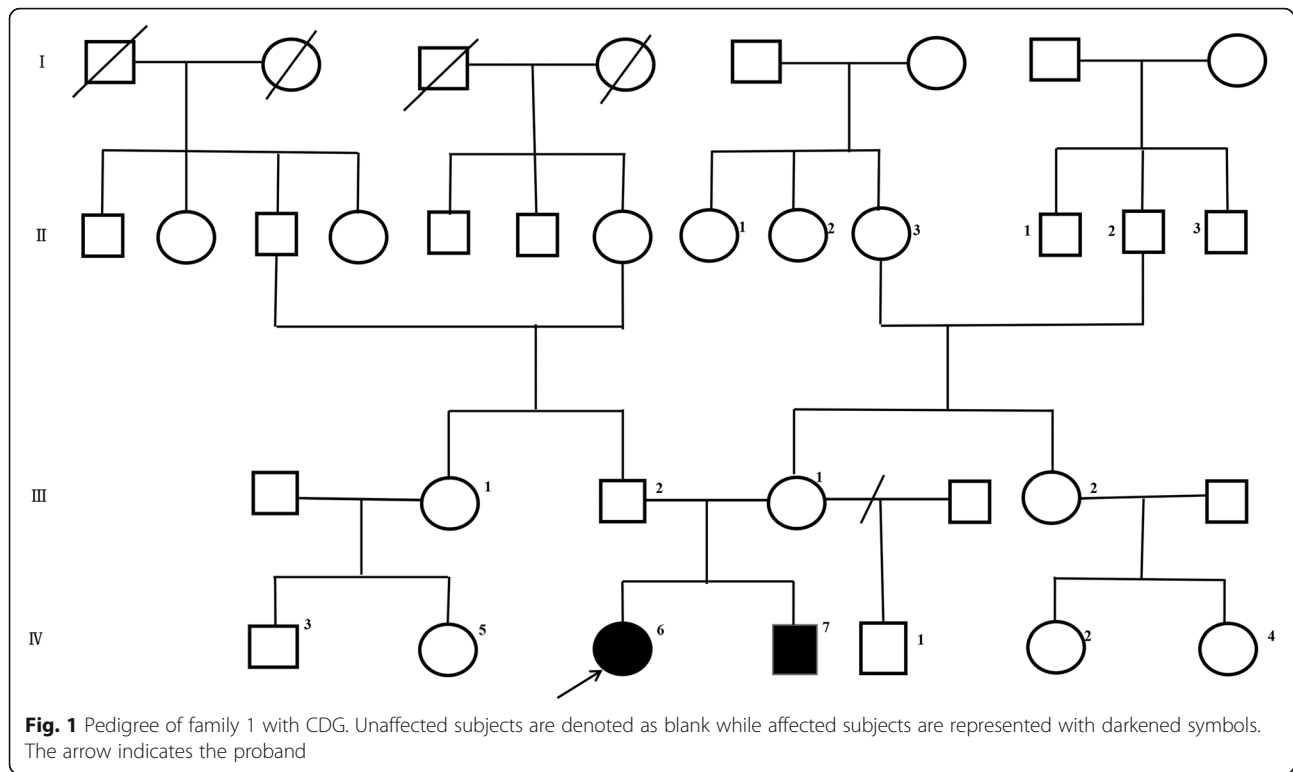 I
II
1 2 3 1 2 3
III
1 2 1 2
IV
3 5 6 7 1 2 4
Fig. 1 Pedigree of family 1 with CDG. Unaffected subjects are denoted as blank while affected subjects are represented with darkened symbols.
The arrow indicates the proband